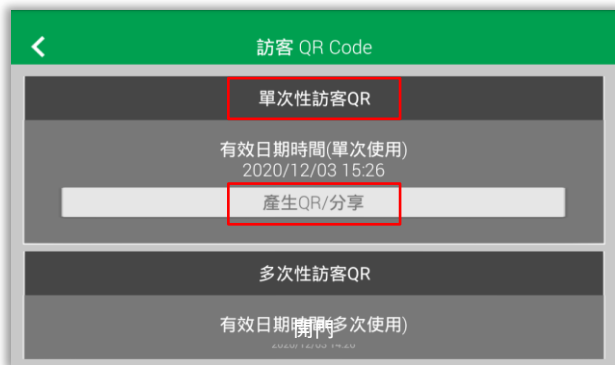 訪客 QR Code
單次性訪客QR
有效日期時間(單次使用)
2020/12/03 15:26
產生QR/分享
多次性訪客QR
有效日期時間(多次使用)
開門